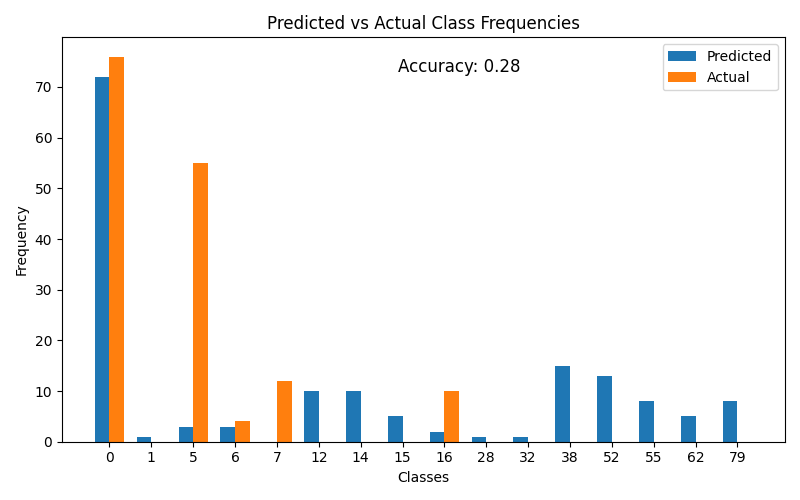 Predicted vs Actual Class Frequencies
Accuracy: 0.28
Predicted
Actual
Frequency
70
60
50
40
30
20
10
0
0 1 5 6 7 12 14 15 16 28 32 38 52 55 62 79
Classes